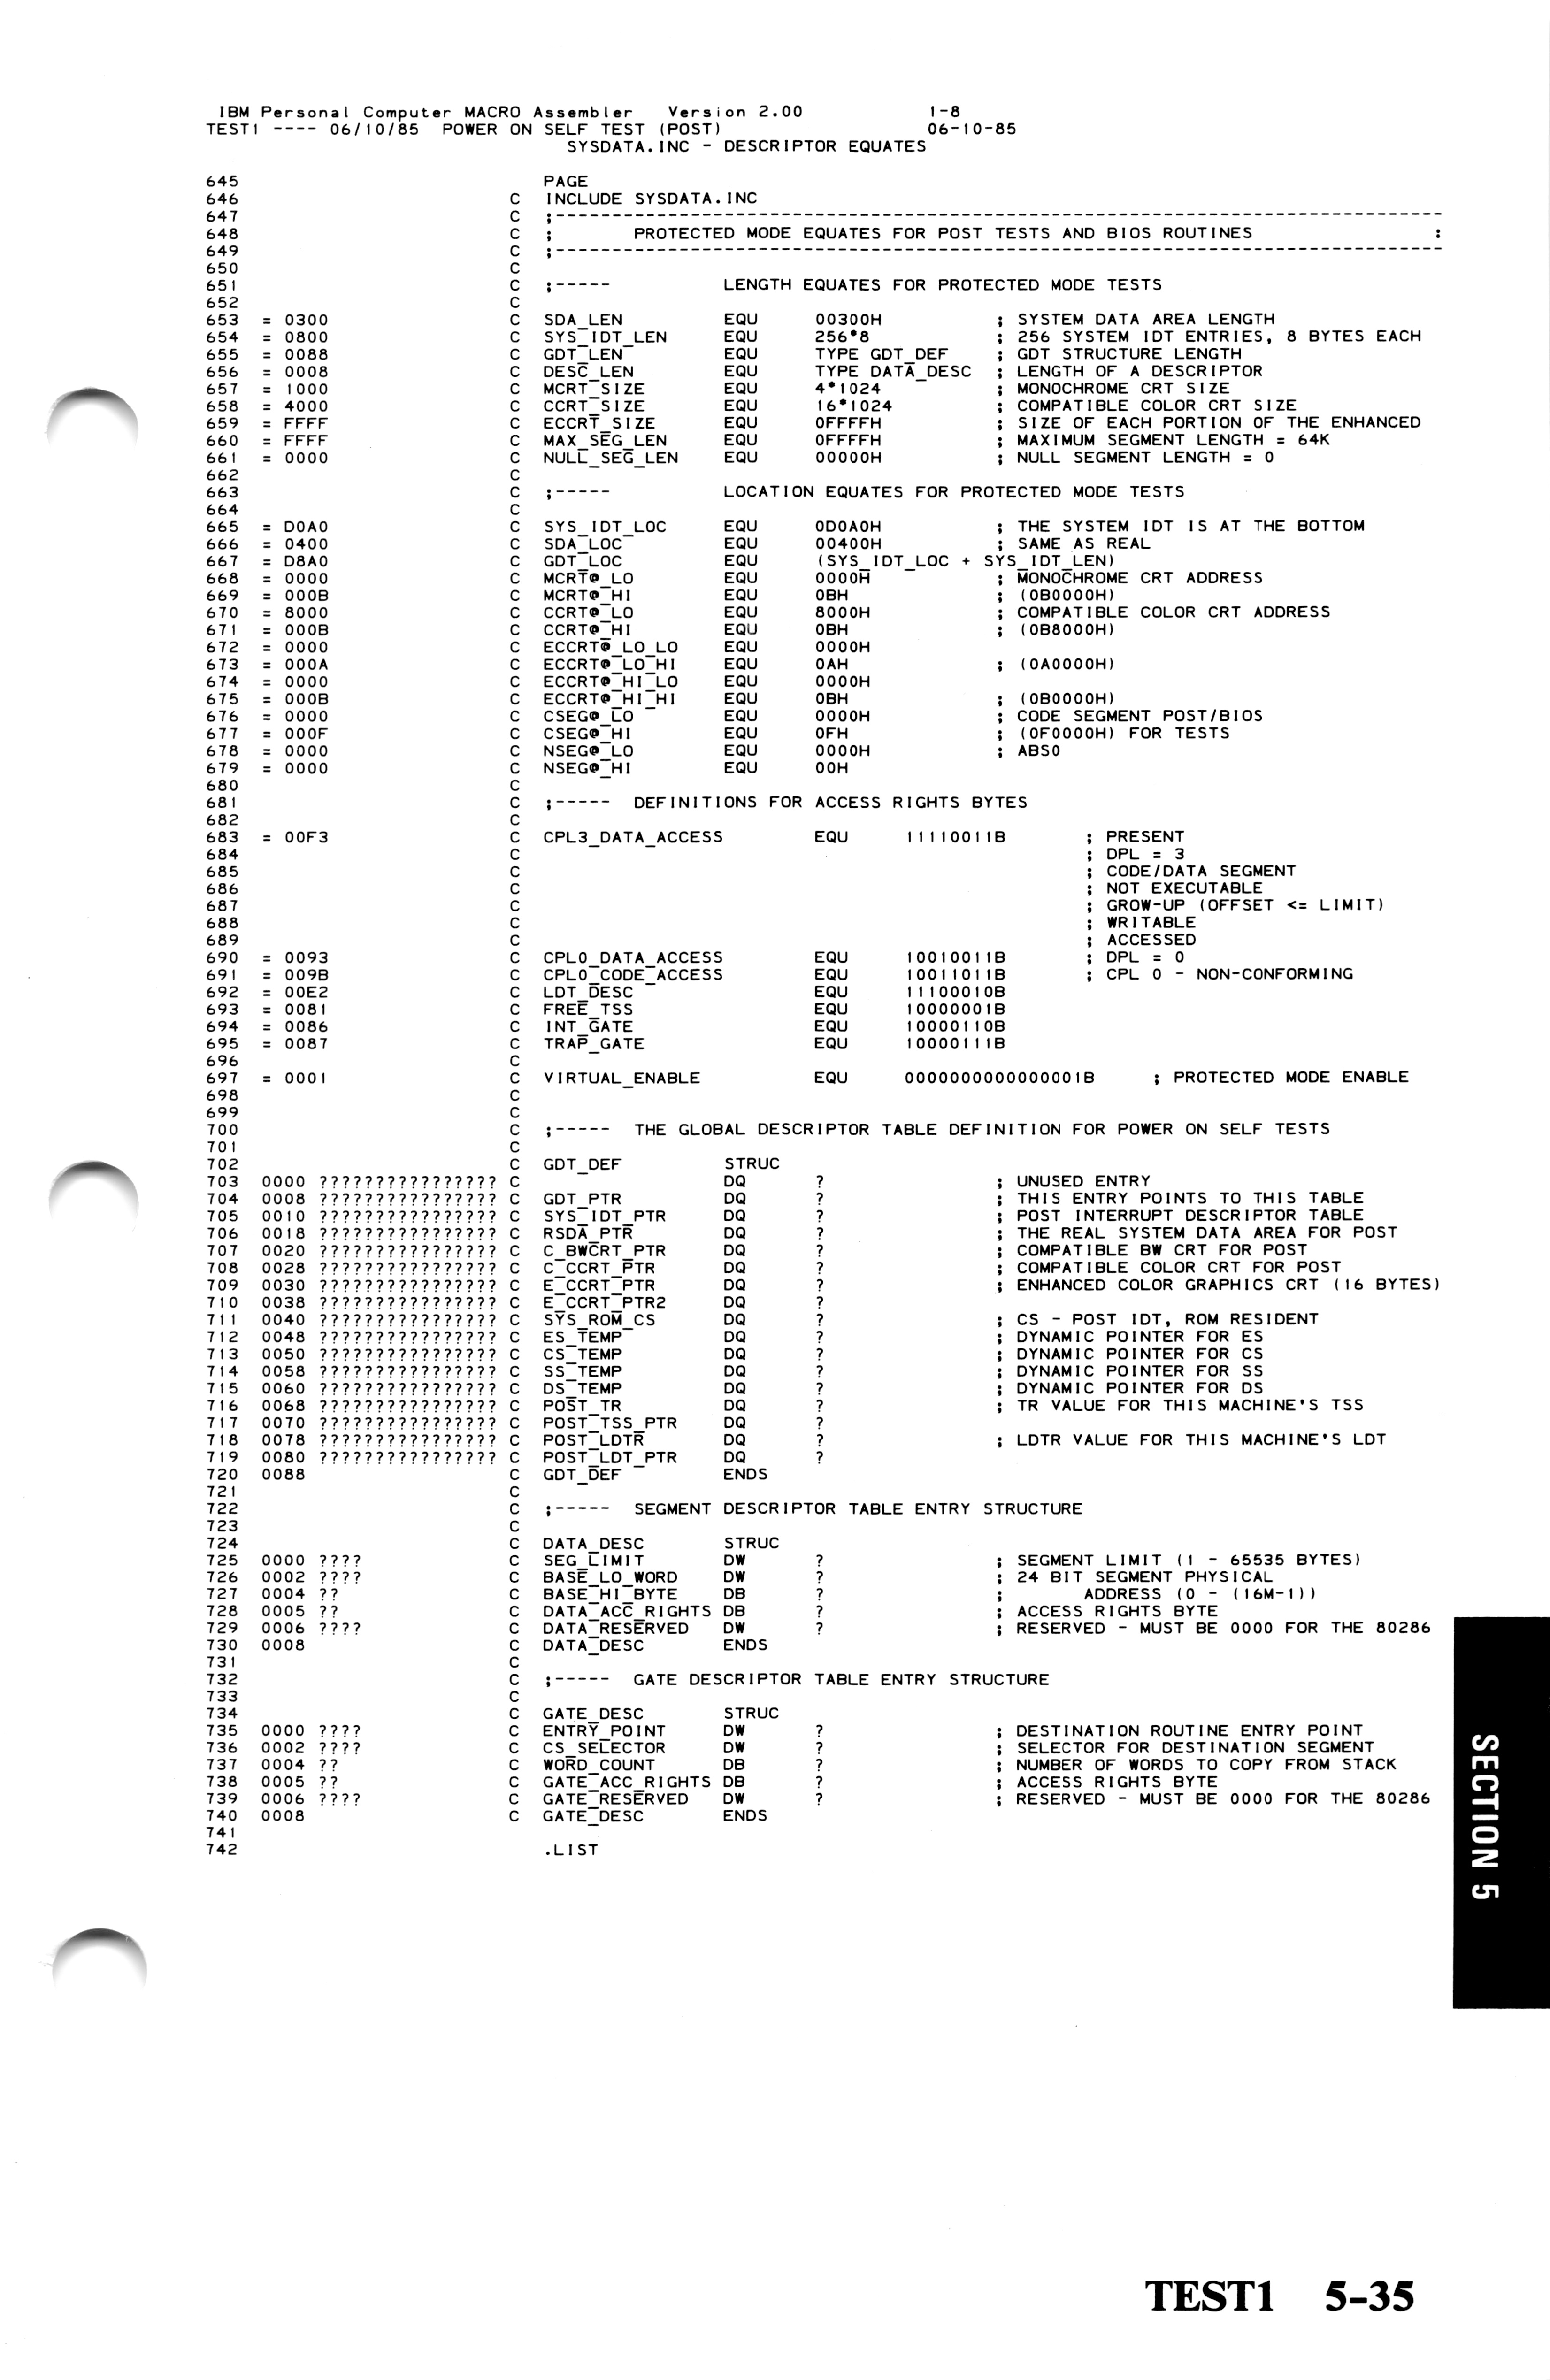 IBM Personal Computer MACRO Assembler   Version 2.00              1-8
TEST1 ---- 06/10/85  POWER ON SELF TEST (POST)                    06-10-85
                     SYSDATA.INC - DESCRIPTOR EQUATES
645                  PAGE
646                C INCLUDE SYSDATA.INC
647                C ;-------------------------------------------------------------------------------
648                C ;       PROTECTED MODE EQUATES FOR POST TESTS AND BIOS ROUTINES                :
649                C ;-------------------------------------------------------------------------------
650                C
651                C ;-----          LENGTH EQUATES FOR PROTECTED MODE TESTS
652                C
653  = 0300        C SDA_LEN         EQU     00300H          ; SYSTEM DATA AREA LENGTH
654  = 0800        C SYS_IDT_LEN     EQU     256*8           ; 256 SYSTEM IDT ENTRIES, 8 BYTES EACH
655  = 0088        C GDT_LEN         EQU     TYPE GDT_DEF    ; GDT STRUCTURE LENGTH
656  = 0008        C DESC_LEN        EQU     TYPE DATA_DESC  ; LENGTH OF A DESCRIPTOR
657  = 1000        C MCRT_SIZE       EQU     4*1024          ; MONOCHROME CRT SIZE
658  = 4000        C CCRT_SIZE       EQU     16*1024         ; COMPATIBLE COLOR CRT SIZE
659  = FFFF        C ECCRT_SIZE      EQU     0FFFFH          ; SIZE OF EACH PORTION OF THE ENHANCED
660  = FFFF        C MAX_SEG_LEN     EQU     0FFFFH          ; MAXIMUM SEGMENT LENGTH = 64K
661  = 0000        C NULL_SEG_LEN    EQU     00000H          ; NULL SEGMENT LENGTH = 0
662                C
663                C ;-----          LOCATION EQUATES FOR PROTECTED MODE TESTS
664                C
665  = D0A0        C SYS_IDT_LOC     EQU     0D0A0H          ; THE SYSTEM IDT IS AT THE BOTTOM
666  = 0400        C SDA_LOC         EQU     00400H          ; SAME AS REAL
667  = D8A0        C GDT_LOC         EQU     (SYS_IDT_LOC + SYS_IDT_LEN)
668  = 0000        C MCRT@_LO        EQU     0000H           ; MONOCHROME CRT ADDRESS
669  = 000B        C MCRT@_HI        EQU     0BH             ; (0B0000H)
670  = 8000        C CCRT@_LO        EQU     8000H           ; COMPATIBLE COLOR CRT ADDRESS
671  = 000B        C CCRT@_HI        EQU     0BH             ; (0B8000H)
672  = 0000        C ECCRT@_LO_LO    EQU     0000H
673  = 000A        C ECCRT@_LO_HI    EQU     0AH             ; (0A0000H)
674  = 0000        C ECCRT@_HI_LO    EQU     0000H
675  = 000B        C ECCRT@_HI_HI    EQU     0BH             ; (0B0000H)
676  = 0000        C CSEG@_LO        EQU     0000H           ; CODE SEGMENT POST/BIOS
677  = 000F        C CSEG@_HI        EQU     0FH             ; (0F0000H) FOR TESTS
678  = 0000        C NSEG@_LO        EQU     0000H           ; ABS0
679  = 0000        C NSEG@_HI        EQU     00H
680                C
681                C ;-----  DEFINITIONS FOR ACCESS RIGHTS BYTES
682                C
683  = 00F3        C CPL3_DATA_ACCESS        EQU     11110011B       ; PRESENT
684                C                                                 ; DPL = 3
685                C                                                 ; CODE/DATA SEGMENT
686                C                                                 ; NOT EXECUTABLE
687                C                                                 ; GROW-UP (OFFSET <= LIMIT)
688                C                                                 ; WRITABLE
689                C                                                 ; ACCESSED
690  = 0093        C CPL0_DATA_ACCESS        EQU     10010011B       ; DPL = 0
691  = 009B        C CPL0_CODE_ACCESS        EQU     10011011B       ; CPL 0 - NON-CONFORMING
692  = 00E2        C LDT_DESC                EQU     11100010B
693  = 0081        C FREE_TSS                EQU     10000001B
694  = 0086        C INT_GATE                EQU     10000110B
695  = 0087        C TRAP_GATE               EQU     10000111B
696                C
697  = 0001        C VIRTUAL_ENABLE          EQU     0000000000000001B     ; PROTECTED MODE ENABLE
698                C
699                C
700                C ;-----  THE GLOBAL DESCRIPTOR TABLE DEFINITION FOR POWER ON SELF TESTS
701                C
702                C GDT_DEF         STRUC
703  0000 ???????????????? C                 DQ      ?               ; UNUSED ENTRY
704  0008 ???????????????? C GDT_PTR         DQ      ?               ; THIS ENTRY POINTS TO THIS TABLE
705  0010 ???????????????? C SYS_IDT_PTR     DQ      ?               ; POST INTERRUPT DESCRIPTOR TABLE
706  0018 ???????????????? C RSDA_PTR        DQ      ?               ; THE REAL SYSTEM DATA AREA FOR POST
707  0020 ???????????????? C C_BWCRT_PTR     DQ      ?               ; COMPATIBLE BW CRT FOR POST
708  0028 ???????????????? C C_CCRT_PTR      DQ      ?               ; COMPATIBLE COLOR CRT FOR POST
709  0030 ???????????????? C E_CCRT_PTR      DQ      ?               ; ENHANCED COLOR GRAPHICS CRT (16 BYTES)
710  0038 ???????????????? C E_CCRT_PTR2     DQ      ?
711  0040 ???????????????? C SYS_ROM_CS      DQ      ?               ; CS - POST IDT, ROM RESIDENT
712  0048 ???????????????? C ES_TEMP         DQ      ?               ; DYNAMIC POINTER FOR ES
713  0050 ???????????????? C CS_TEMP         DQ      ?               ; DYNAMIC POINTER FOR CS
714  0058 ???????????????? C SS_TEMP         DQ      ?               ; DYNAMIC POINTER FOR SS
715  0060 ???????????????? C DS_TEMP         DQ      ?               ; DYNAMIC POINTER FOR DS
716  0068 ???????????????? C POST_TR         DQ      ?               ; TR VALUE FOR THIS MACHINE'S TSS
717  0070 ???????????????? C POST_TSS_PTR    DQ      ?
718  0078 ???????????????? C POST_LDTR       DQ      ?               ; LDTR VALUE FOR THIS MACHINE'S LDT
719  0080 ???????????????? C POST_LDT_PTR    DQ      ?
720  0088          C GDT_DEF         ENDS
721                C
722                C ;-----  SEGMENT DESCRIPTOR TABLE ENTRY STRUCTURE
723                C
724                C DATA_DESC       STRUC
725  0000 ????     C SEG_LIMIT       DW      ?               ; SEGMENT LIMIT (1 - 65535 BYTES)
726  0002 ????     C BASE_LO_WORD    DW      ?               ; 24 BIT SEGMENT PHYSICAL
727  0004 ??       C BASE_HI_BYTE    DB      ?               ;       ADDRESS (0 - (16M-1))
728  0005 ??       C DATA_ACC_RIGHTS DB      ?               ; ACCESS RIGHTS BYTE
729  0006 ????     C DATA_RESERVED   DW      ?               ; RESERVED - MUST BE 0000 FOR THE 80286
730  0008          C DATA_DESC       ENDS
731                C
732                C ;-----  GATE DESCRIPTOR TABLE ENTRY STRUCTURE
733                C
734                C GATE_DESC       STRUC
735  0000 ????     C ENTRY_POINT     DW      ?               ; DESTINATION ROUTINE ENTRY POINT
736  0002 ????     C CS_SELECTOR     DW      ?               ; SELECTOR FOR DESTINATION SEGMENT
737  0004 ??       C WORD_COUNT      DB      ?               ; NUMBER OF WORDS TO COPY FROM STACK
738  0005 ??       C GATE_ACC_RIGHTS DB      ?               ; ACCESS RIGHTS BYTE
739  0006 ????     C GATE_RESERVED   DW      ?               ; RESERVED - MUST BE 0000 FOR THE 80286
740  0008          C GATE_DESC       ENDS
741
742                  .LIST
SECTION 5
TEST1   5-35